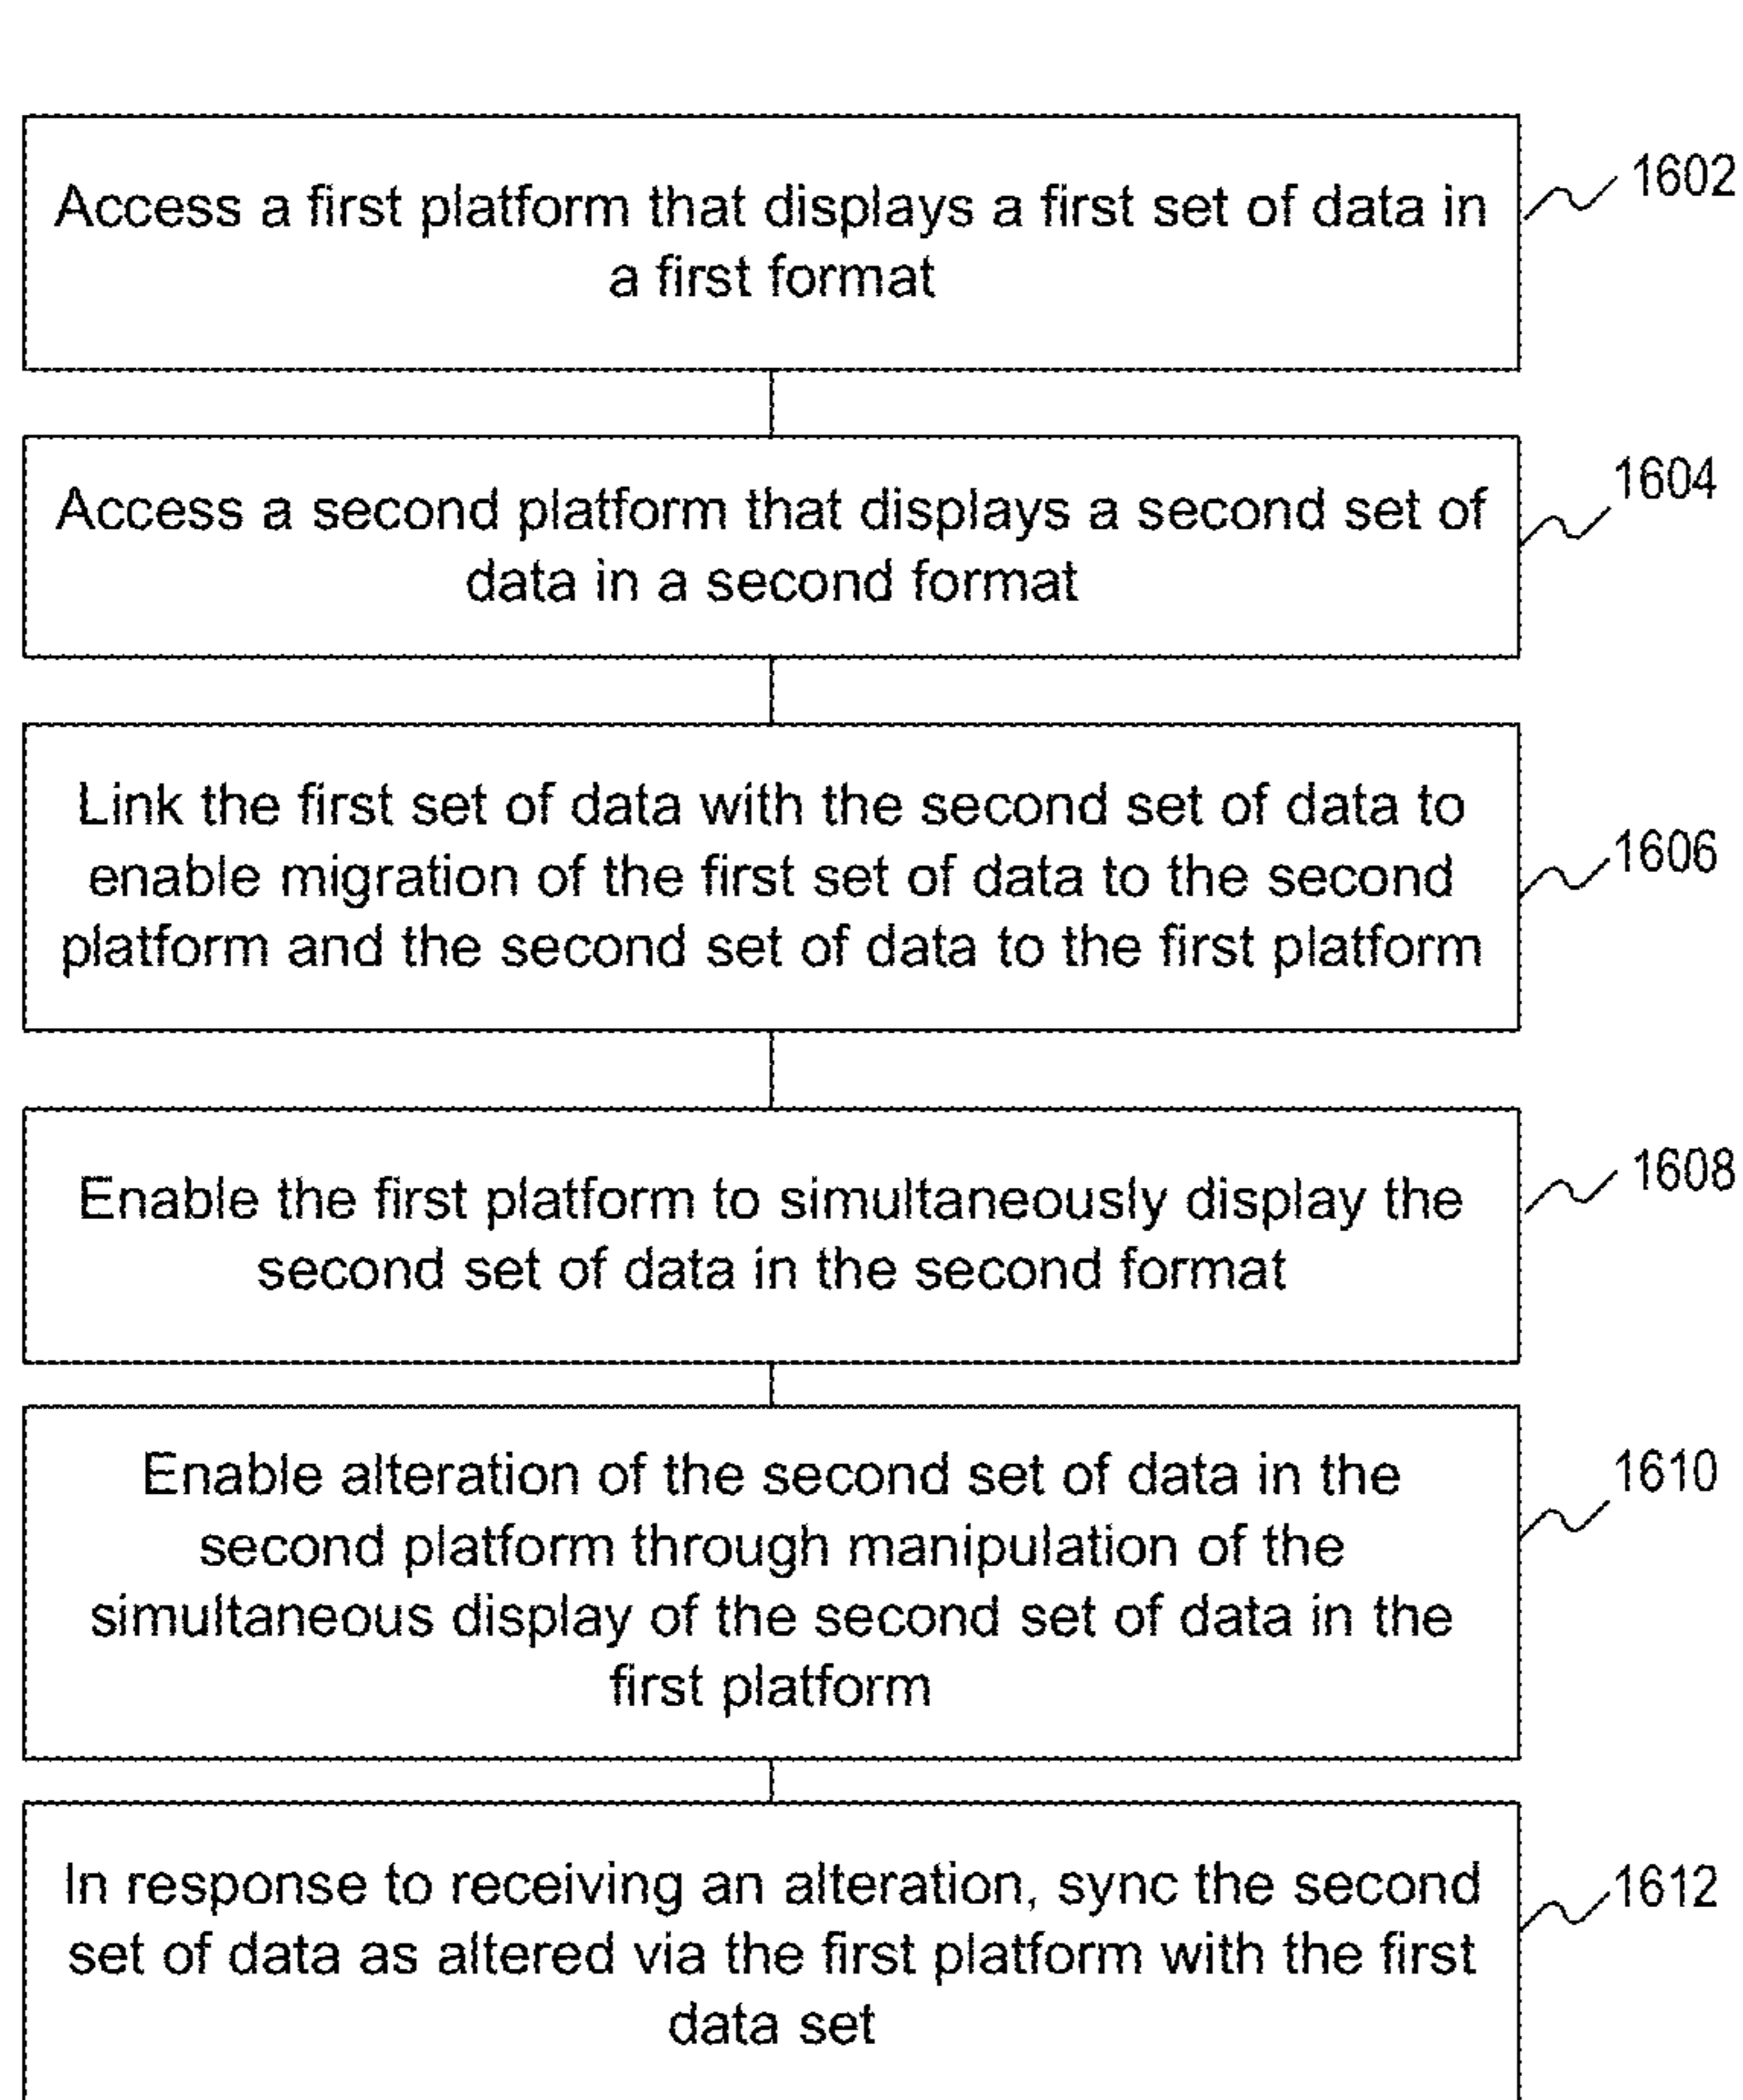 Access a first platform that displays a first set of data in
a first format
1602
Access a second platform that displays a second set of
data in a second format
1604
Link the first set of data with the second set of data to
enable migration of the first set of data to the second
platform and the second set of data to the first platform
1606
Enable the first platform to simultaneously display the
second set of data in the second format
1608
Enable alteration of the second set of data in the
second platform through manipulation of the
simultaneous display of the second set of data in the
first platform
1610
In response to receiving an alteration, sync the second
set of data as altered via the first platform with the first
data set
1612